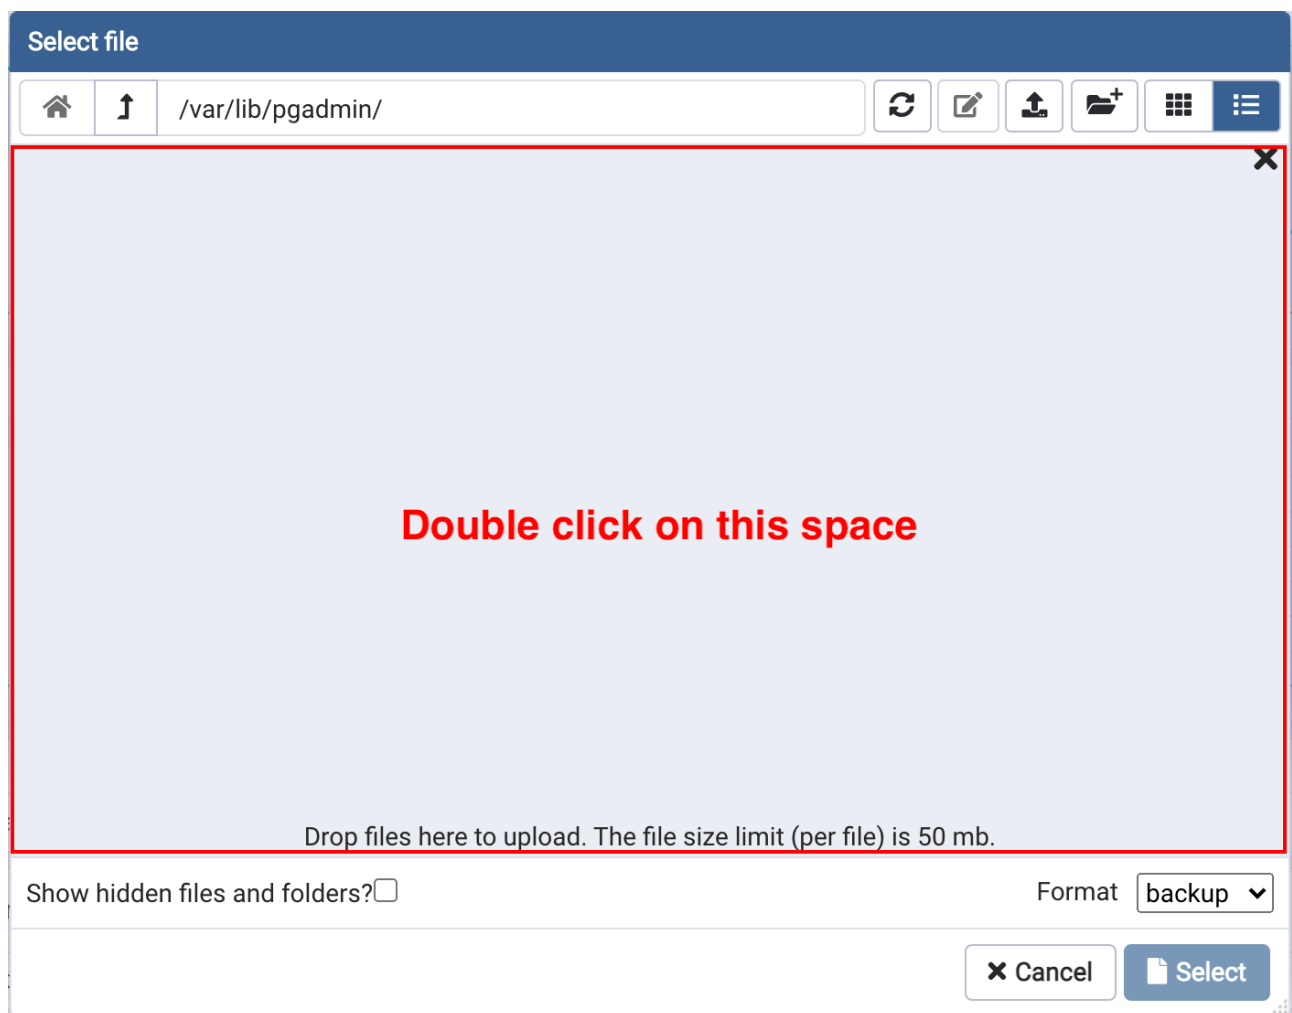 Select file
/var/lib/pgadmin/
Double click on this space
Drop files here to upload. The file size limit (per file) is 50 mb.
Show hidden files and folders?
Format backup
Cancel Select